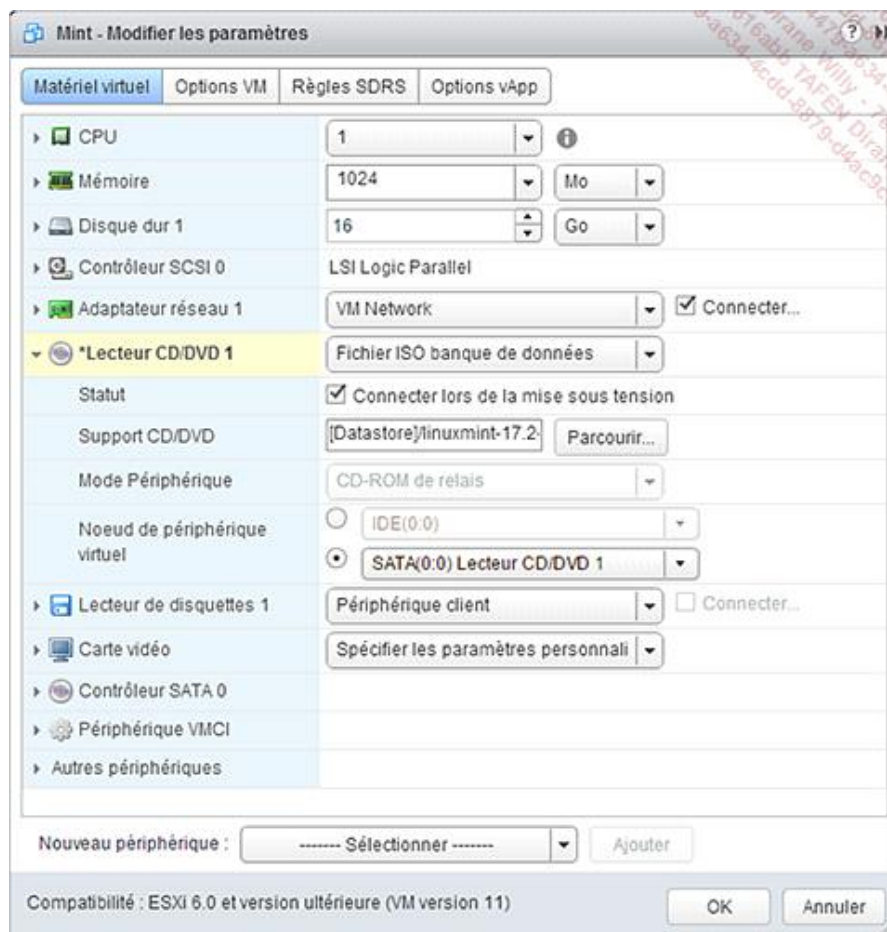 Mint - Modifier les paramètres
Matériel virtuel Options VM Règles SDRS Options vApp
CPU 1
Mémoire 1024 Mo
Disque dur 1 16 Go
Contrôleur SCSI 0 LSI Logic Parallel
Adaptateur réseau 1 VM Network Connecter...
*Lecteur CD/DVD 1 Fichier ISO banque de données
Statut Connecter lors de la mise sous tension
Support CD/DVD [Datastore]/linuxmint-17.2- Parcourir...
Mode Périphérique CD-ROM de relais
Noeud de périphérique virtuel IDE(0:0)
SATA(0:0) Lecteur CD/DVD 1
Lecteur de disquettes 1 Périphérique client Connecter...
Carte vidéo Spécifier les paramètres personnali
Contrôleur SATA 0
Périphérique VMCI
Autres périphériques
Nouveau périphérique : ------- Sélectionner ------- Ajouter
Compatibilité : ESXi 6.0 et version ultérieure (VM version 11) OK Annuler